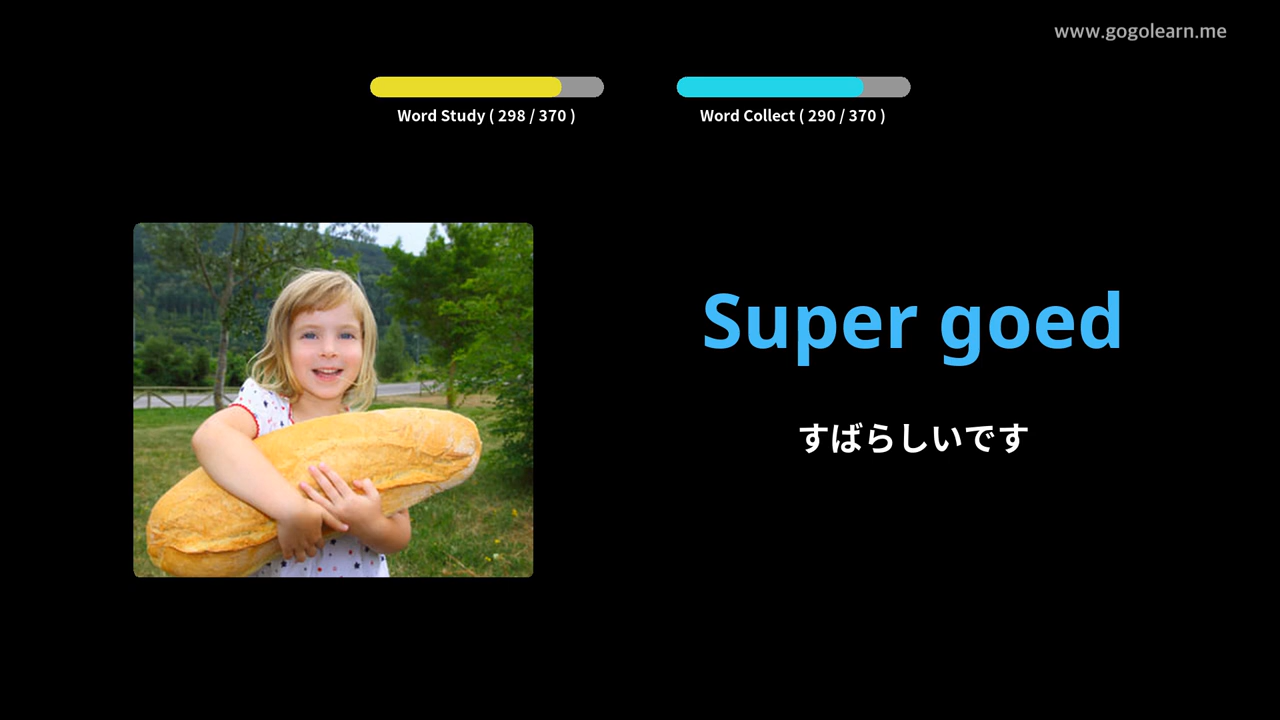 www.gogolearn.me
Word Study ( 298 / 370 )
Word Collect ( 290 / 370 )
Super goed
すばらしいです